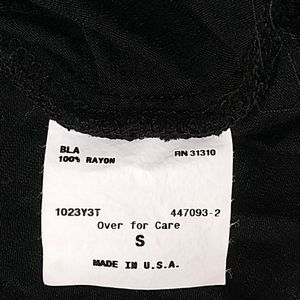 BLA
100% RAYON RN 31310
1023Y3T 447093-2
Over for Care
S
MADE IN U.S.A.